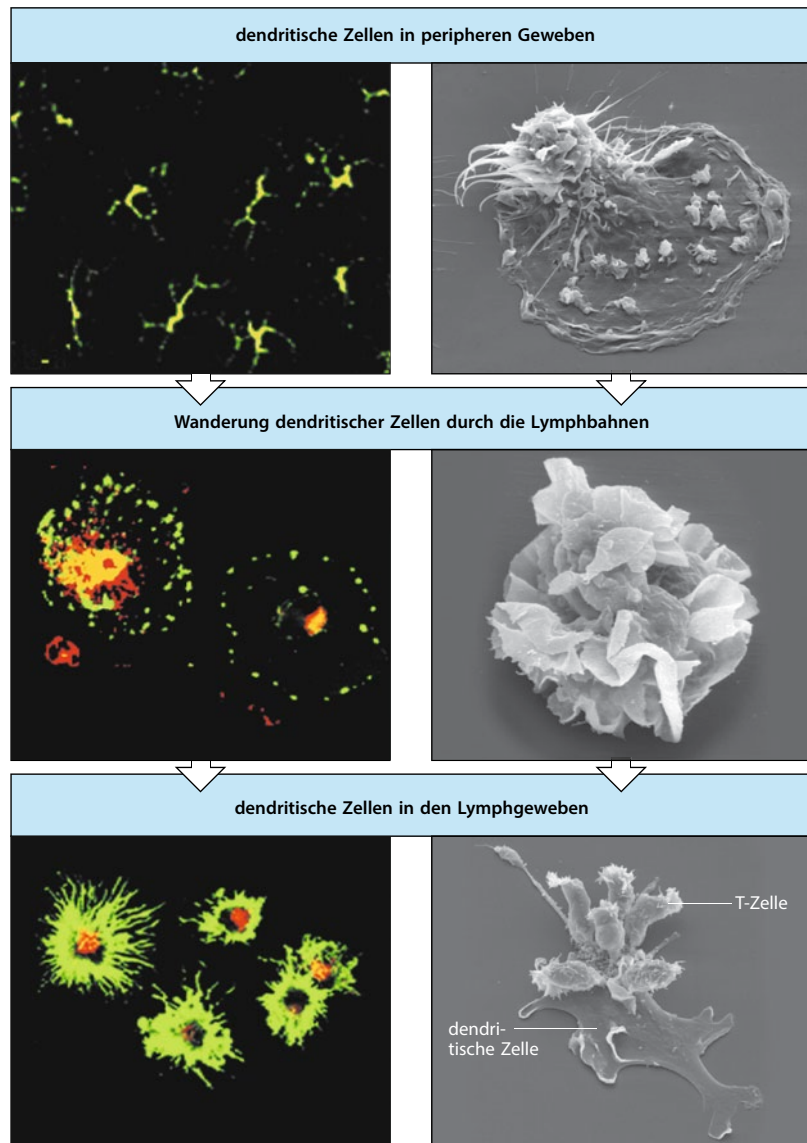 dendritische Zellen in peripheren Geweben
Wanderung dendritischer Zellen durch die Lymphbahnen
dendritische Zellen in den Lymphgeweben
T-Zelle
dendri-
tische Zelle